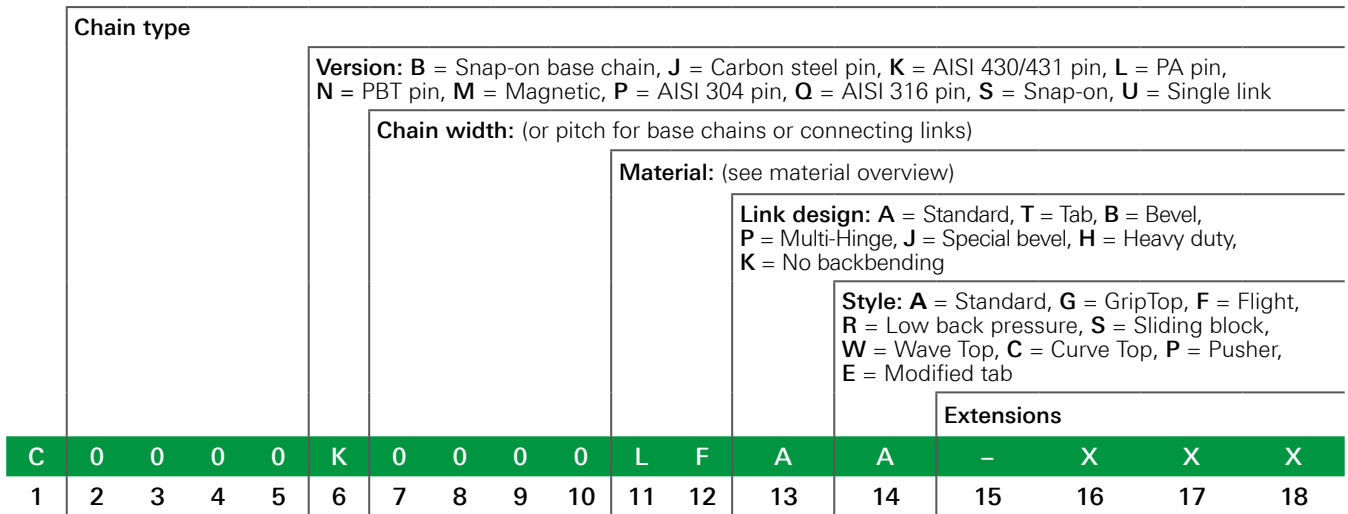 Chain type
Version: B = Snap-on base chain, J = Carbon steel pin, K = AISI 430/431 pin, L = PA pin,
N = PBT pin, M = Magnetic, P = AISI 304 pin, Q = AISI 316 pin, S = Snap-on, U = Single link
Chain width: (or pitch for base chains or connecting links)
Material: (see material overview)
Link design: A = Standard, T = Tab, B = Bevel,
P = Multi-Hinge, J = Special bevel, H = Heavy duty,
K = No backbending
Style: A = Standard, G = GripTop, F = Flight,
R = Low back pressure, S = Sliding block,
W = Wave Top, C = Curve Top, P = Pusher,
E = Modified tab
Extensions
C 0 0 0 0 K 0 0 0 0 L F A A – X X X
1 2 3 4 5 6 7 8 9 10 11 12 13 14 15 16 17 18